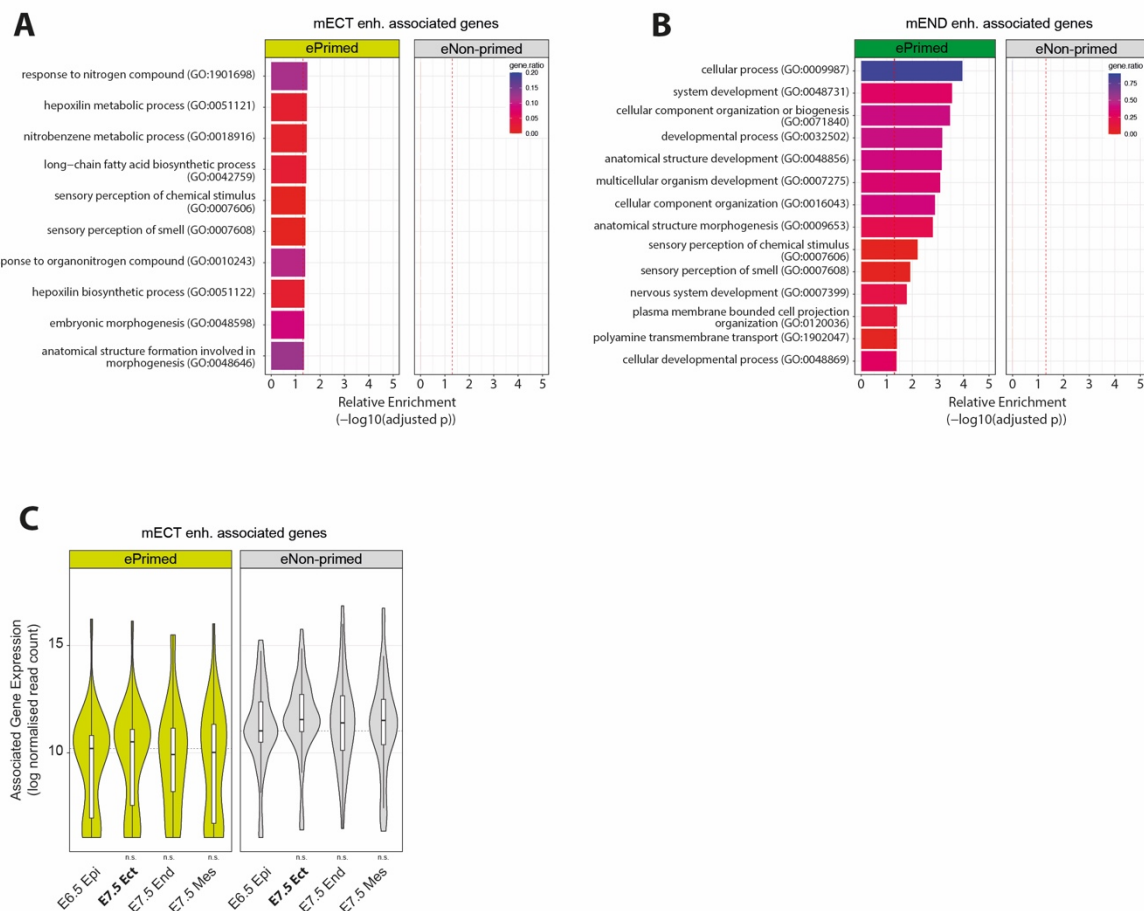 A
mECT enh. associated genes
ePrimed
eNon-primed
response to nitrogen compound (GO:1901698)
hepoxilin metabolic process (GO:0051121)
nitrobenzene metabolic process (GO:0018916)
long-chain fatty acid biosynthetic process
(GO:0042759)
sensory perception of chemical stimulus
(GO:0007606)
sensory perception of smell (GO:0007608)
ponse to organonitrogen compound (GO:0010243)
hepoxilin biosynthetic process (GO:0051122)
embryonic morphogenesis (GO:0048598)
anatomical structure formation involved in
morphogenesis (GO:0048646)
gene.ratio
0.20
0.15
0.10
0.05
0.00
0 1 2 3 4 5
0 1 2 3 4 5
Relative Enrichment
(−log10(adjusted p))
B
mEND enh. associated genes
ePrimed
eNon-primed
cellular process (GO:0009987)
system development (GO:0048731)
cellular component organization or biogenesis
(GO:0071840)
developmental process (GO:0032502)
anatomical structure development (GO:0048856)
multicellular organism development (GO:0007275)
cellular component organization (GO:0016043)
anatomical structure morphogenesis (GO:0009653)
sensory perception of chemical stimulus
(GO:0007606)
sensory perception of smell (GO:0007608)
nervous system development (GO:0007399)
plasma membrane bounded cell projection
organization (GO:0120036)
polyamine transmembrane transport (GO:1902047)
cellular developmental process (GO:0048869)
gene.ratio
0.75
0.50
0.25
0.00
0 1 2 3 4 5
0 1 2 3 4 5
Relative Enrichment
(−log10(adjusted p))
C
mECT enh. associated genes
ePrimed
eNon-primed
Associated Gene Expression
(log normalised read count)
15
10
n.s. n.s. n.s.
n.s. n.s. n.s.
E6.5 Epi
E7.5 Ect
E7.5 End
E7.5 Mes
E6.5 Epi
E7.5 Ect
E7.5 End
E7.5 Mes